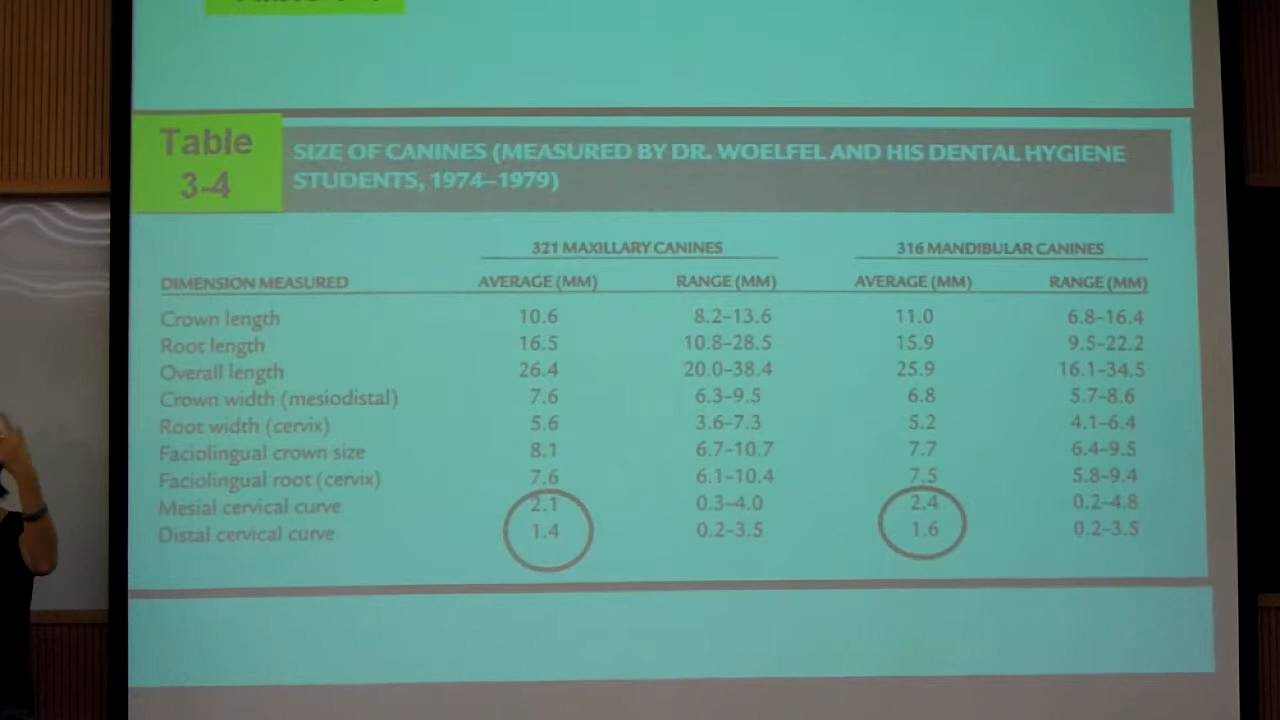 Table
3-4
SIZE OF CANINES (MEASURED BY DR. WOELFEL AND HIS DENTAL HYGIENE
STUDENTS, 1974–1979)
321 MAXILLARY CANINES 316 MANDIBULAR CANINES
DIMENSION MEASURED AVERAGE (MM) RANGE (MM) AVERAGE (MM) RANGE (MM)
Crown length 10.6 8.2–13.6 11.0 6.8–16.4
Root length 16.5 10.8–28.5 15.9 9.5–22.2
Overall length 26.4 20.0–38.4 25.9 16.1–34.5
Crown width (mesiodistal) 7.6 6.3–9.5 6.8 5.7–8.6
Root width (cervix) 5.6 3.6–7.3 5.2 4.1–6.4
Faciolingual crown size 8.1 6.7–10.7 7.7 6.4–9.5
Faciolingual root (cervix) 7.6 6.1–10.4 7.5 5.8–9.4
Mesial cervical curve 2.1 0.3–4.0 2.4 0.2–4.8
Distal cervical curve 1.4 0.2–3.5 1.6 0.2–3.5